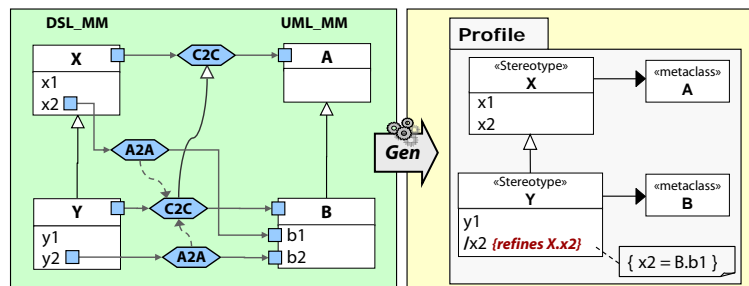 DSL_MM
UML_MM
X
x1
x2
C2C
A
A2A
Y
y1
y2
C2C
A2A
B
b1
b2
Gen
Profile
«Stereotype»
X
x1
x2
«metaclass»
A
«Stereotype»
Y
y1
/x2 {refines X.x2}
«metaclass»
B
{ x2 = B.b1 }